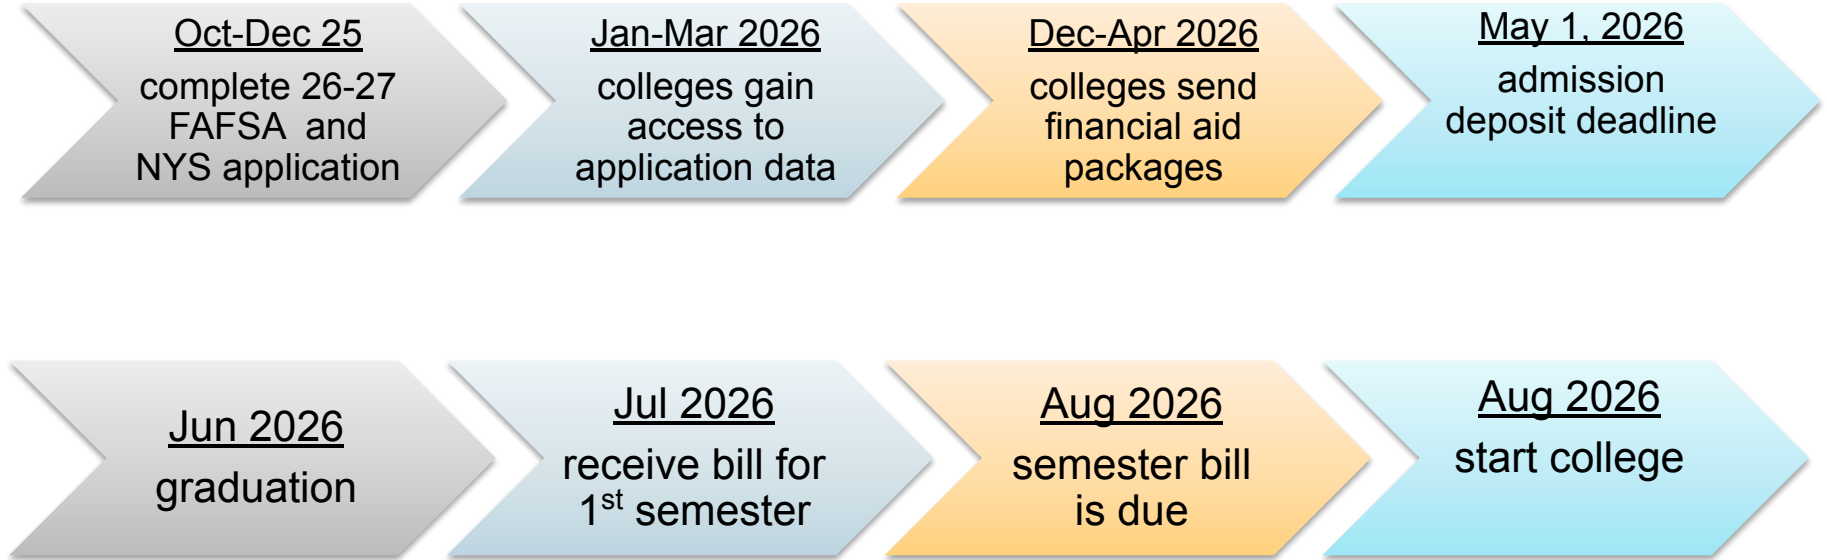 Oct-Dec 25
complete 26-27
FAFSA and
NYS application
Jan-Mar 2026
colleges gain
access to
application data
Dec-Apr 2026
colleges send
financial aid
packages
May 1, 2026
admission
deposit deadline
Jun 2026
graduation
Jul 2026
receive bill for
1st semester
Aug 2026
semester bill
is due
Aug 2026
start college